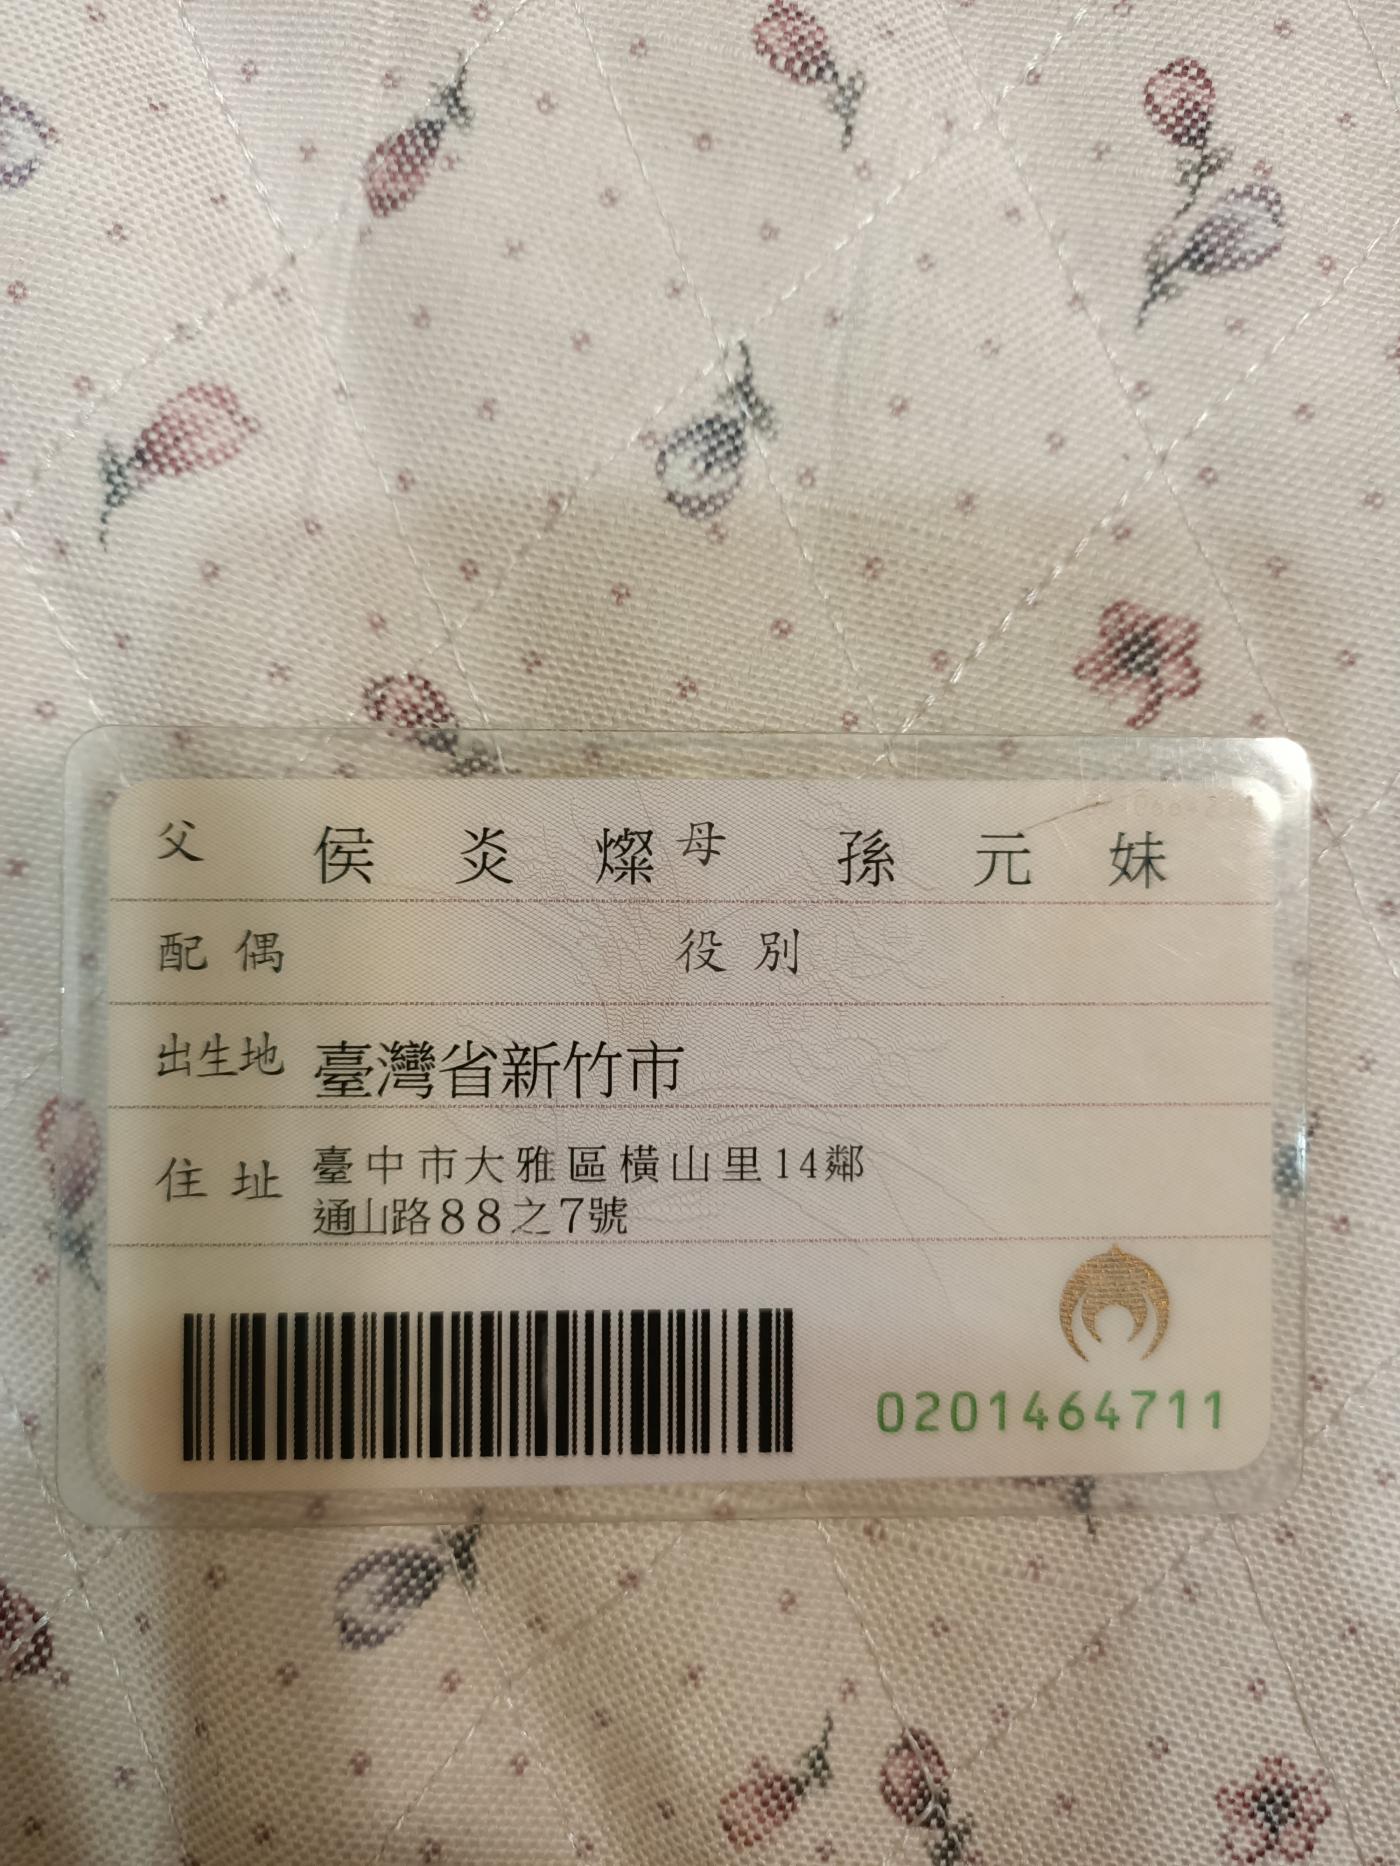 父 侯炎燦 母 孫元妹
配偶 役別
出生地 臺灣省新竹市
住址 臺中市大雅區橫山里14鄰
通山路88之7號
0201464711